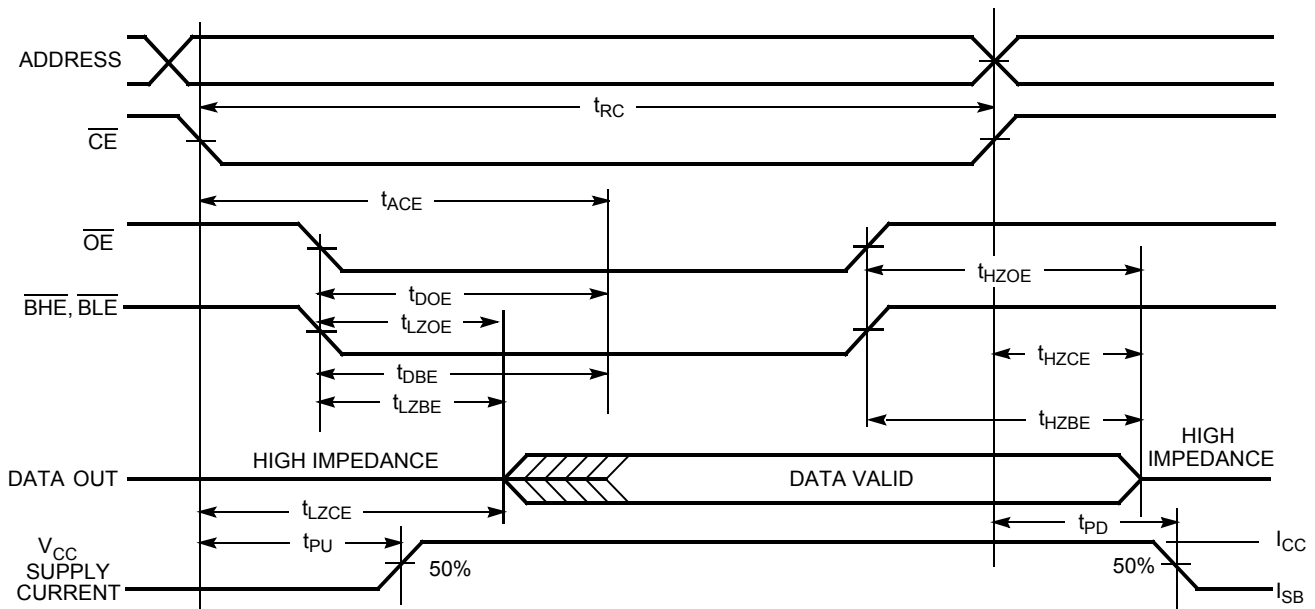 ADDRESS
tRC
CE
tACE
OE
tHZOE
tDOE
BHE, BLE
tLZOE
tHZCE
tDBE
tLZBE
tHZBE
HIGH
IMPEDANCE
HIGH IMPEDANCE
DATA OUT
DATA VALID
tLZCE
tPD
tPU
VCC
SUPPLY
CURRENT
50%
50%
ICC
ISB